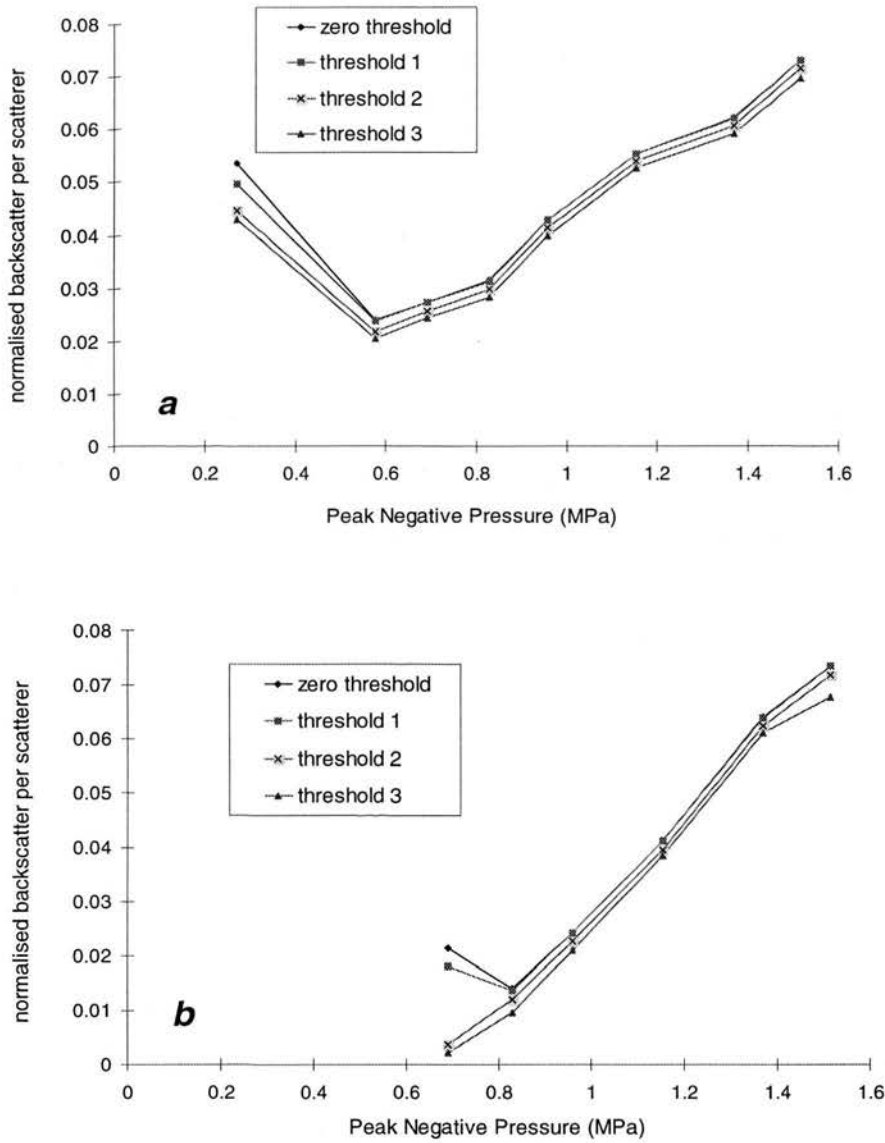 normalised backscatter per scatterer
0.08
0.07
0.06
0.05
0.04
0.03
0.02
0.01
0
zero threshold
threshold 1
threshold 2
threshold 3
a
0 0.2 0.4 0.6 0.8 1 1.2 1.4 1.6
Peak Negative Pressure (MPa)
normalised backscatter per scatterer
0.08
0.07
0.06
0.05
0.04
0.03
0.02
0.01
0
zero threshold
threshold 1
threshold 2
threshold 3
b
0 0.2 0.4 0.6 0.8 1 1.2 1.4 1.6
Peak Negative Pressure (MPa)